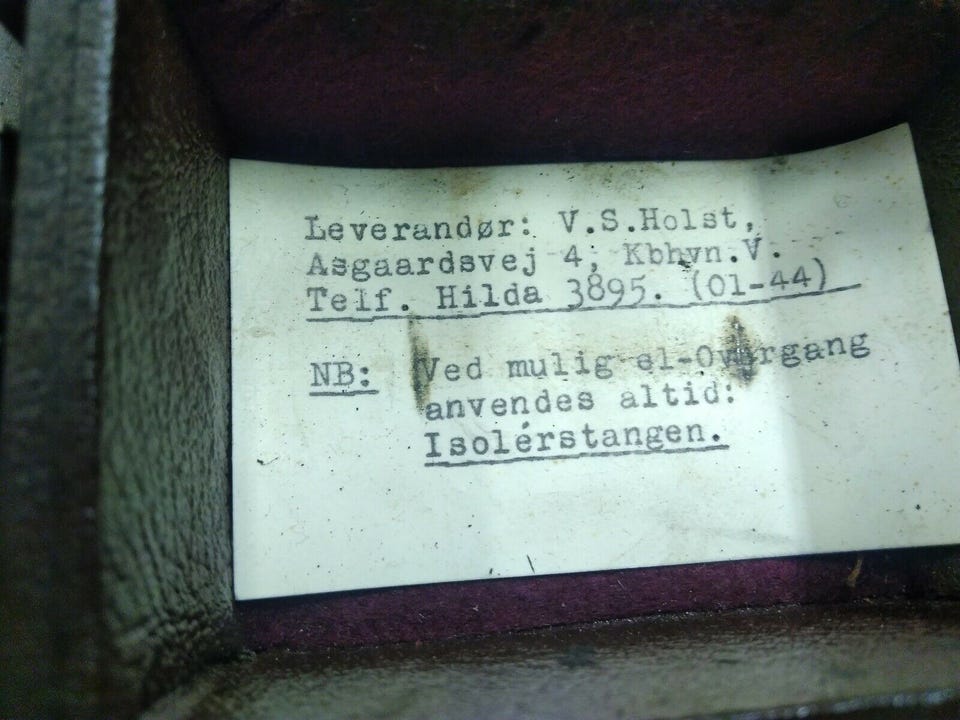 Leverandør: V.S.Holst,
Asgaardsvej 4, Kbhvn.V.
Telf. Hilda 3895. (01-44)
NB: Ved mulig el-Overgang
anvendes altid:
Isolérstangen.